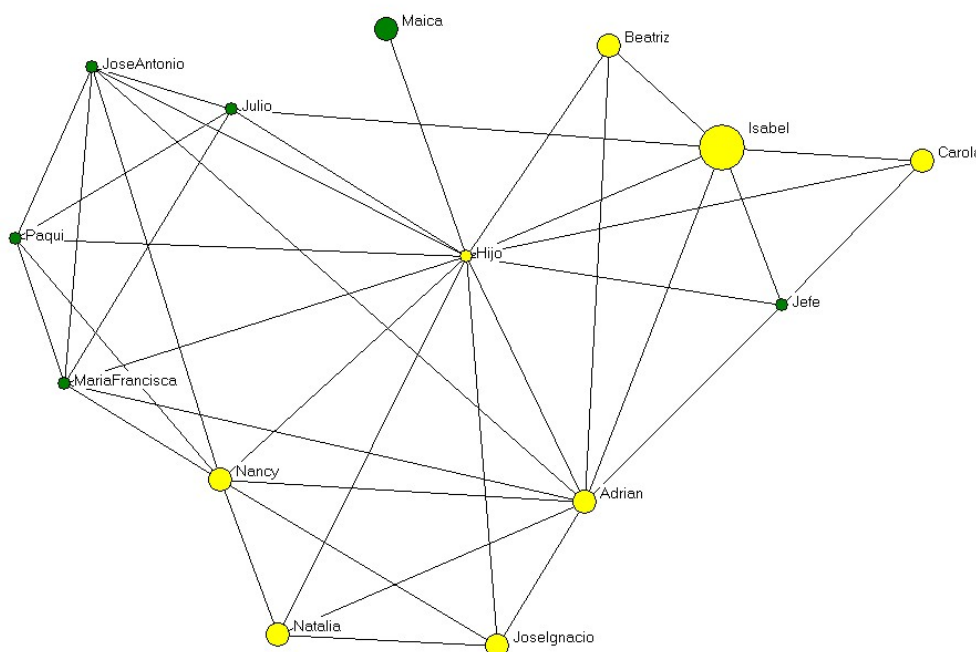 Maica
Beatriz
JoseAntonio
Julio
Isabel
Carola
Paqui
Hijo
Jefe
MariaFrancisca
Nancy
Adrian
Natalia
JoseIgnacio